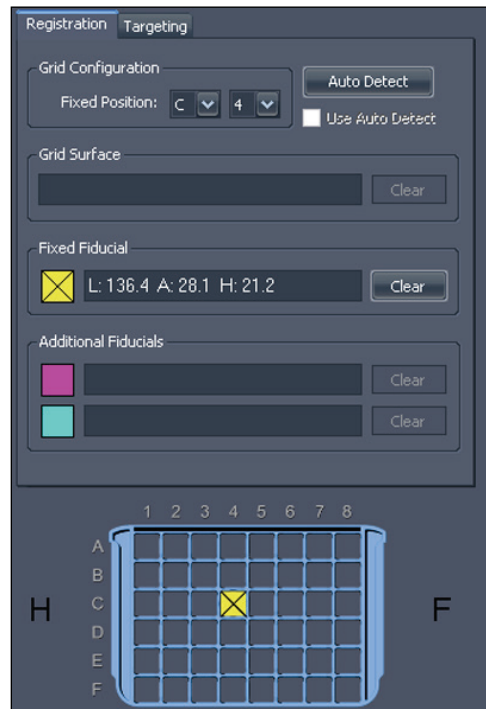 Registration Targeting
Grid Configuration
Fixed Position: C 4
Auto Detect
Use Auto Detect
Grid Surface
Clear
Fixed Fiducial
L: 136.4 A: 28.1 H: 21.2 Clear
Additional Fiducials
Clear
Clear
1 2 3 4 5 6 7 8
A
B
C
D
E
F
H F